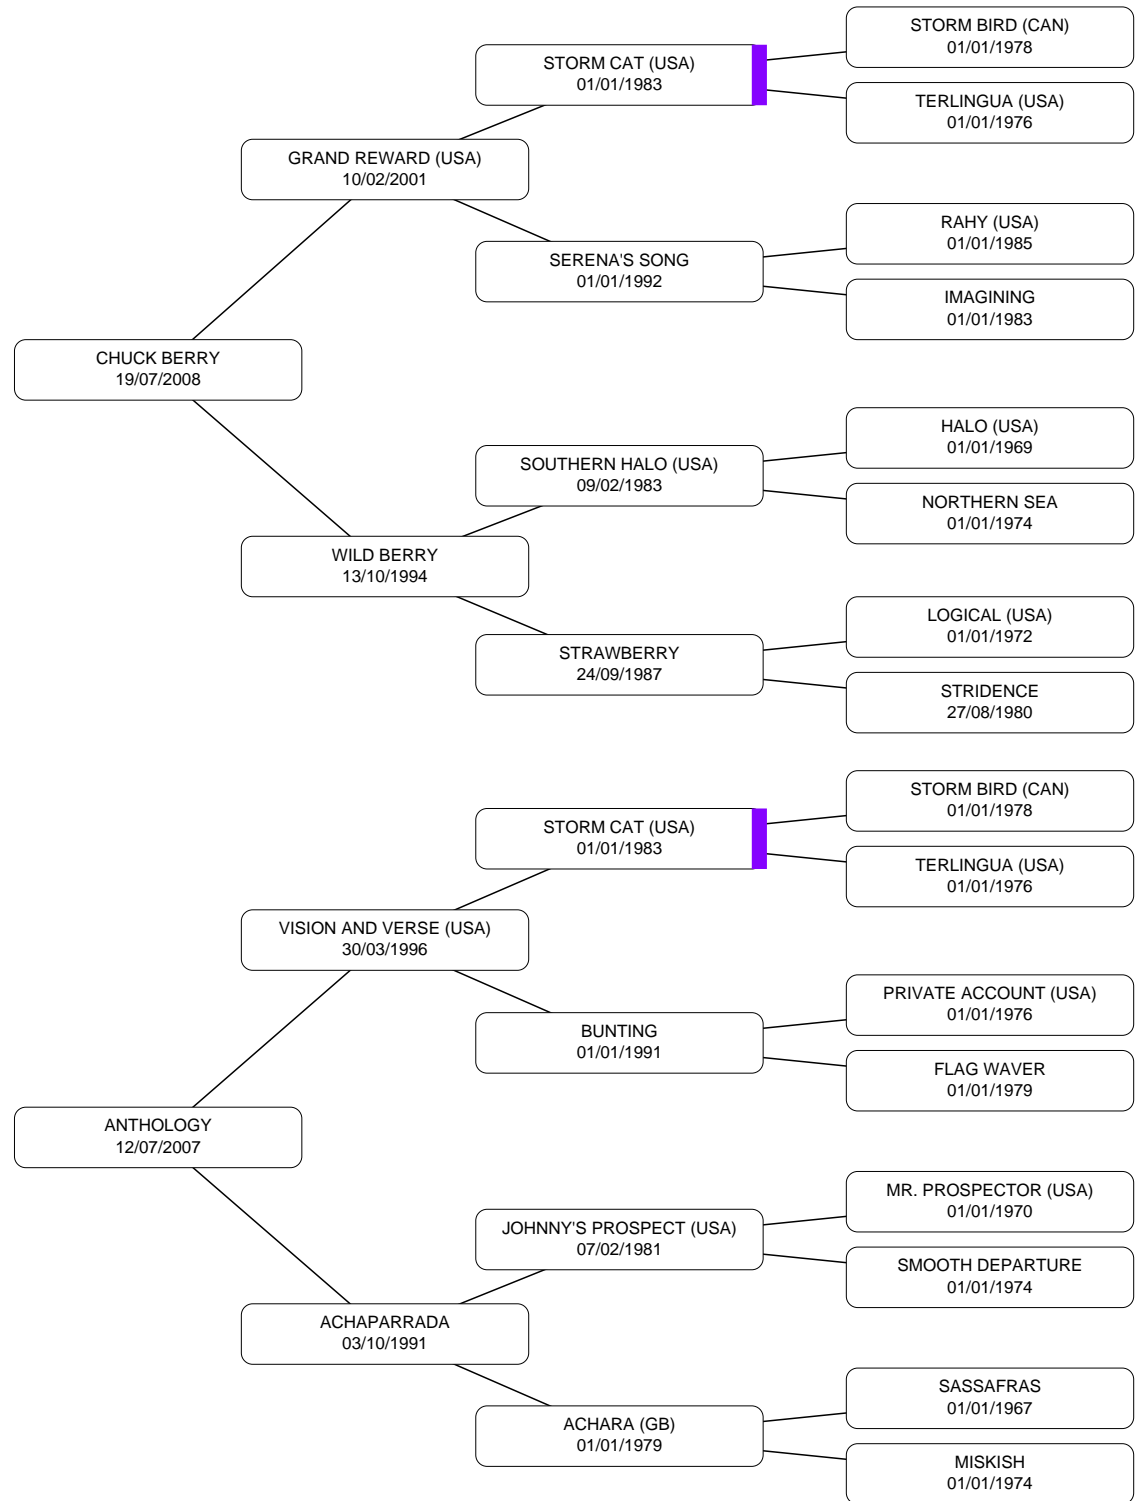 STORM BIRD (CAN)
01/01/1978
STORM CAT (USA)
01/01/1983
TERLINGUA (USA)
01/01/1976
GRAND REWARD (USA)
10/02/2001
RAHY (USA)
01/01/1985
SERENA'S SONG
01/01/1992
IMAGINING
01/01/1983
CHUCK BERRY
19/07/2008
HALO (USA)
01/01/1969
SOUTHERN HALO (USA)
09/02/1983
NORTHERN SEA
01/01/1974
WILD BERRY
13/10/1994
LOGICAL (USA)
01/01/1972
STRAWBERRY
24/09/1987
STRIDENCE
27/08/1980
STORM BIRD (CAN)
01/01/1978
STORM CAT (USA)
01/01/1983
TERLINGUA (USA)
01/01/1976
VISION AND VERSE (USA)
30/03/1996
PRIVATE ACCOUNT (USA)
01/01/1976
BUNTING
01/01/1991
FLAG WAVER
01/01/1979
ANTHOLOGY
12/07/2007
MR. PROSPECTOR (USA)
01/01/1970
JOHNNY'S PROSPECT (USA)
07/02/1981
SMOOTH DEPARTURE
01/01/1974
ACHAPARRADA
03/10/1991
SASSAFRAS
01/01/1967
ACHARA (GB)
01/01/1979
MISKISH
01/01/1974